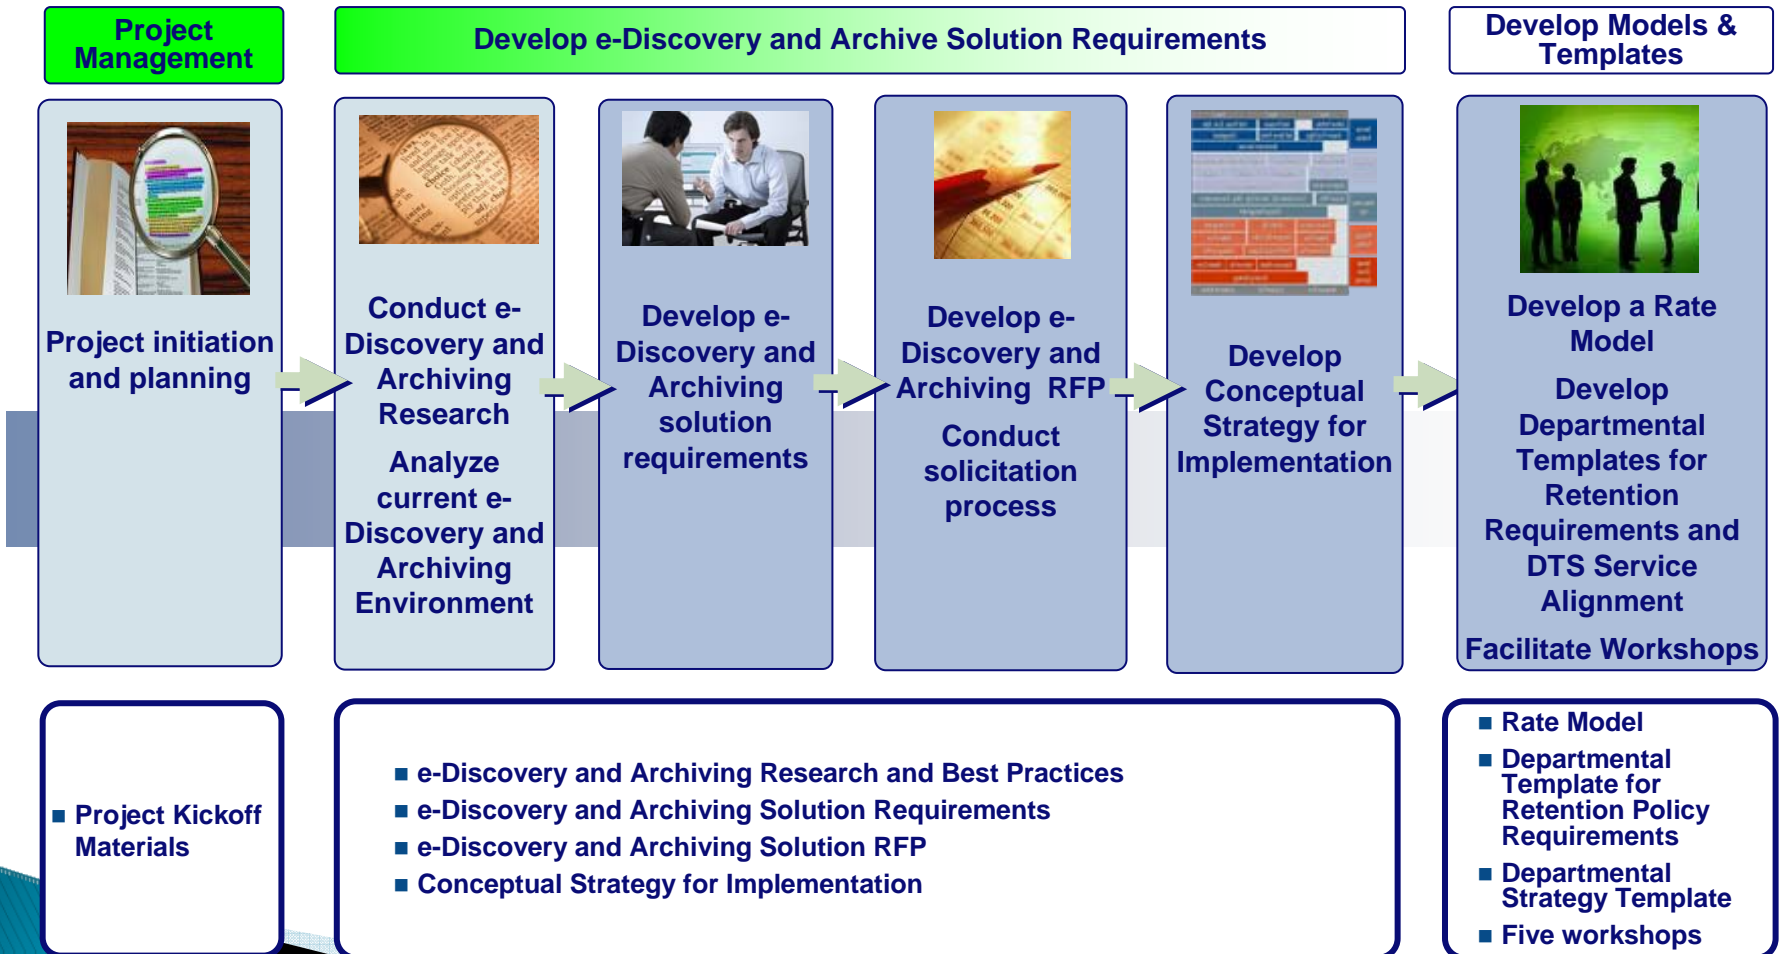 Project
Management
Develop e-Discovery and Archive Solution Requirements
Develop Models &
Templates
Project initiation
and planning
Conduct e-
Discovery and
Archiving
Research
Analyze
current e-
Discovery and
Archiving
Environment
Develop e-
Discovery and
Archiving
solution
requirements
Develop e-
Discovery and
Archiving RFP
Conduct
solicitation
process
Develop
Conceptual
Strategy for
Implementation
Develop a Rate
Model
Develop
Departmental
Templates for
Retention
Requirements and
DTS Service
Alignment
Facilitate Workshops
■ Project Kickoff
Materials
■ e-Discovery and Archiving Research and Best Practices
■ e-Discovery and Archiving Solution Requirements
■ e-Discovery and Archiving Solution RFP
■ Conceptual Strategy for Implementation
■ Rate Model
■ Departmental
Template for
Retention Policy
Requirements
■ Departmental
Strategy Template
■ Five workshops